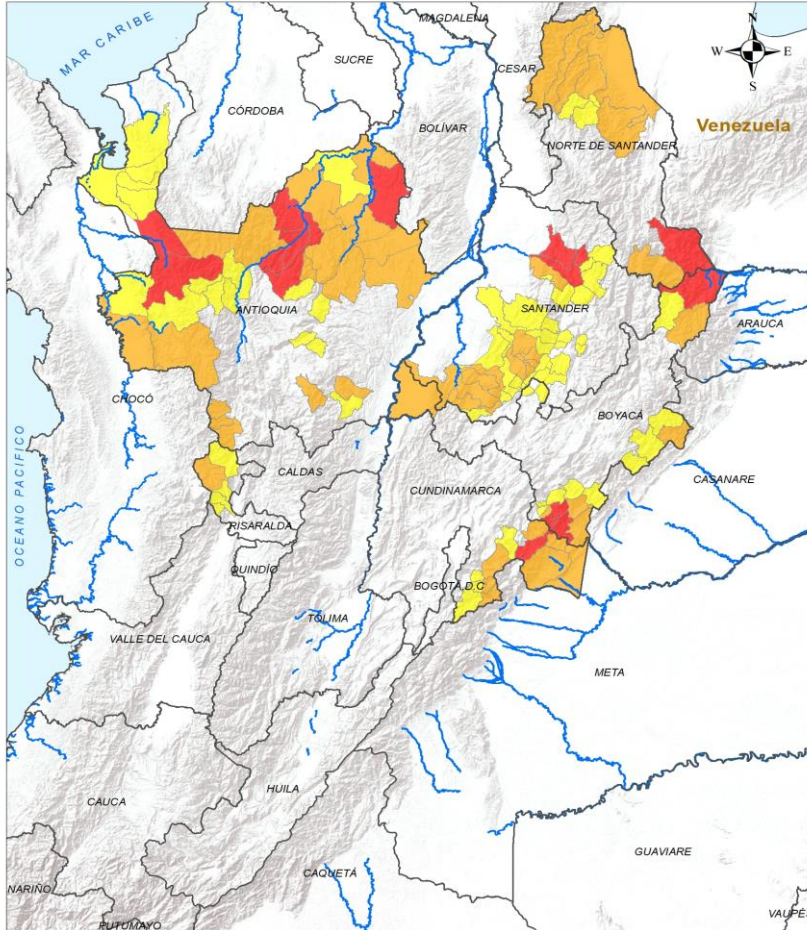 MAGDALENA
MAR CARIBE
SUCRE
N
W E
S
CESAR
CÓRDOBA
BOLÍVAR
Venezuela
NORTE DE SANTANDER
ANTIOQUIA
SANTANDER
ARAUCA
CHOCÓ
BOYACÁ
OCEANO PACIFICO
CALDAS
CUNDINAMARCA
CASANARE
RISARALDA
QUINDÍO
BOGOTÁ, D.C
TOLIMA
VALLE DEL CAUCA
META
HUILA
CAUCA
GUAVIARE
CAQUETÁ
NARIÑO
PUTUMAYO
VAUPÉS